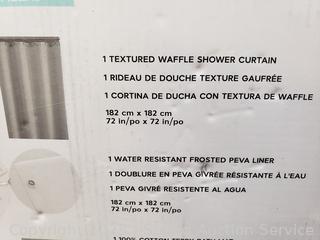 1 TEXTURED WAFFLE SHOWER CURTAIN
1 RIDEAU DE DOUCHE TEXTURE GAUFRÉE
1 CORTINA DE DUCHA CON TEXTURA DE WAFFLE
182 cm x 182 cm
72 in/po x 72 in/po
1 WATER RESISTANT FROSTED PEVA LINER
1 DOUBLURE EN PEVA GIVRÉE RÉSISTANTE À L'EAU
1 PEVA GIVRÉ RESISTENTE AL AGUA
182 cm x 182 cm
72 in/po x 72 in/po
1 100% COTTON TERRY
Auction Service